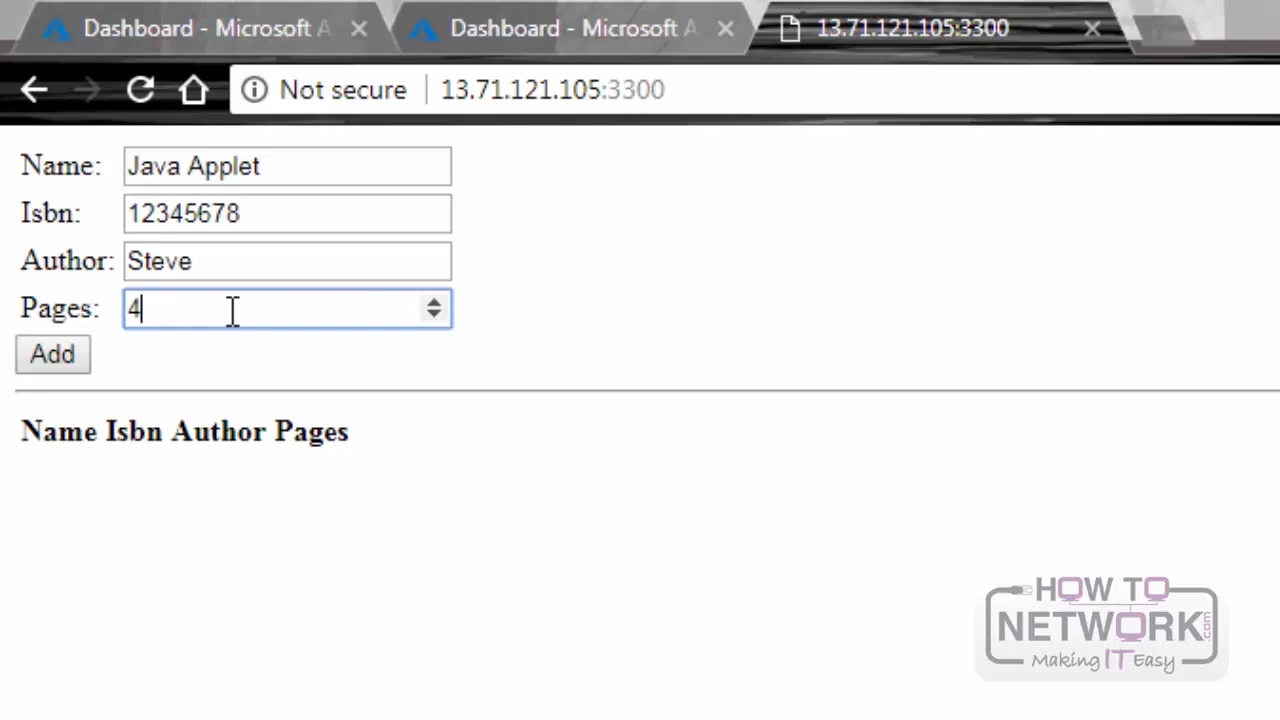 Dashboard - Microsoft A
Dashboard - Microsoft A
13.71.121.105:3300
Not secure
13.71.121.105:3300
Name: Java Applet
Isbn: 12345678
Author: Steve
Pages: 4
Add
Name Isbn Author Pages
HOW TO
NETWORK.com
Making IT Easy